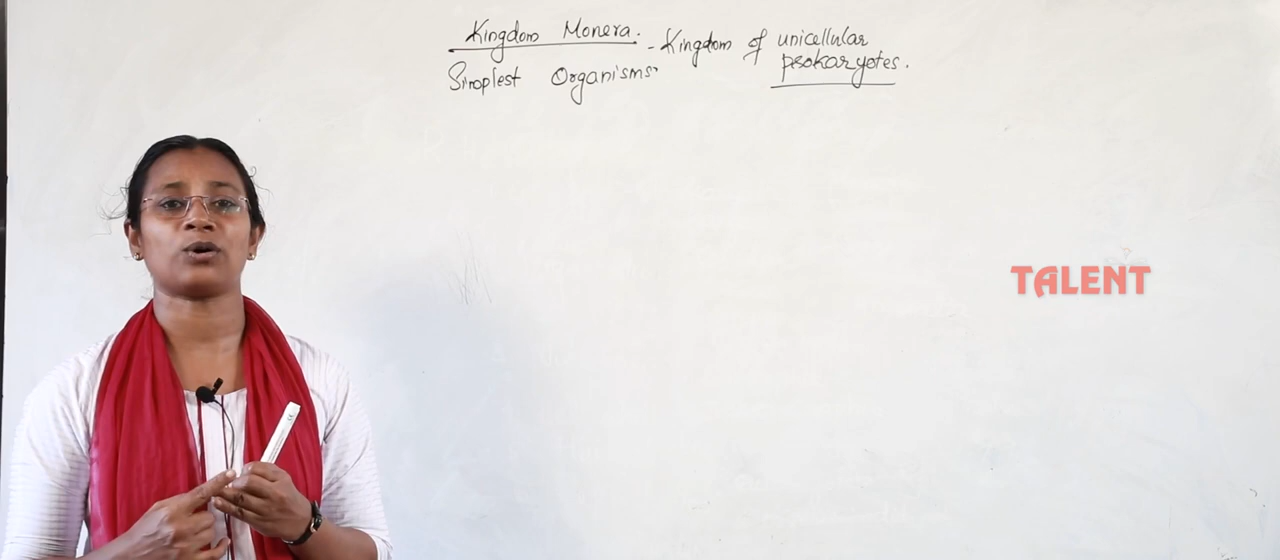 Kingdom Monera. - Kingdom of unicellular
prokaryotes.
Simplest Organisms
TALENT